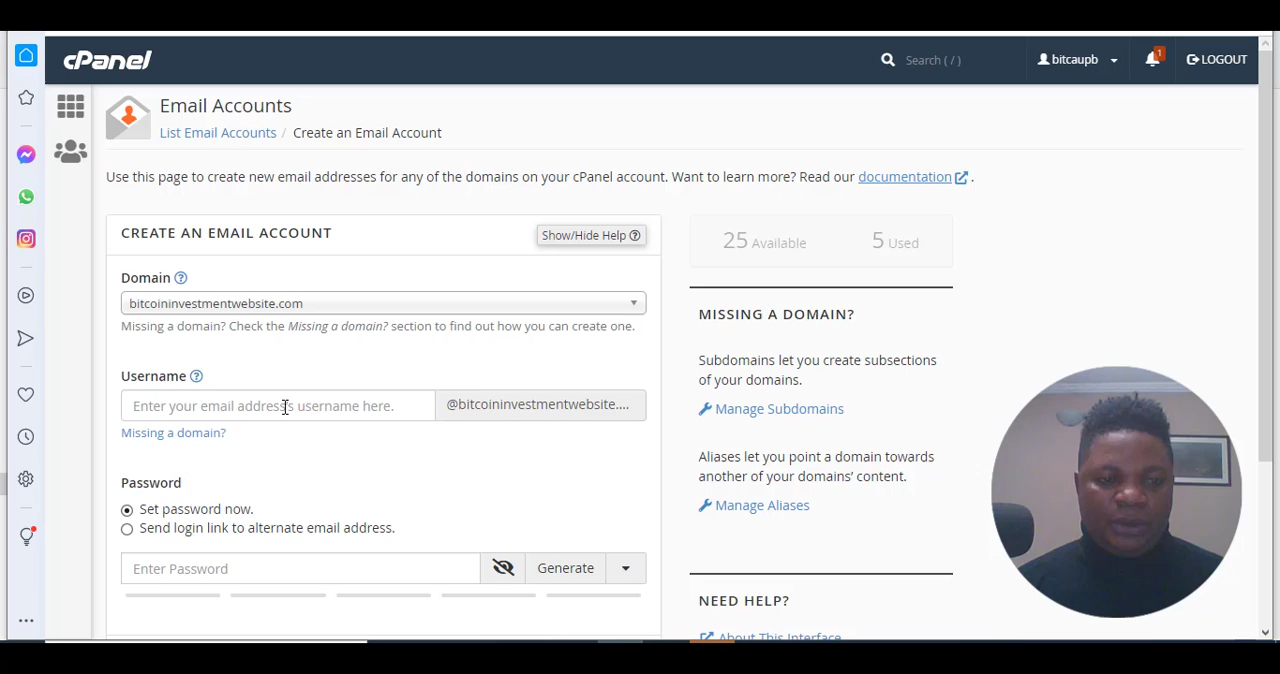 cPanel
Search ( / )
bitcaupb
1
LOGOUT
Email Accounts
List Email Accounts / Create an Email Account
Use this page to create new email addresses for any of the domains on your cPanel account. Want to learn more? Read our documentation .
CREATE AN EMAIL ACCOUNT
Show/Hide Help
25 Available
5 Used
Domain
bitcoininvestmentwebsite.com
Missing a domain? Check the Missing a domain? section to find out how you can create one.
MISSING A DOMAIN?
Subdomains let you create subsections
of your domains.
Manage Subdomains
Username
Enter your email address's username here.
@bitcoininvestmentwebsite....
Missing a domain?
Aliases let you point a domain towards
another of your domains' content.
Manage Aliases
Password
Set password now.
Send login link to alternate email address.
Enter Password
Generate
NEED HELP?
About This Interface